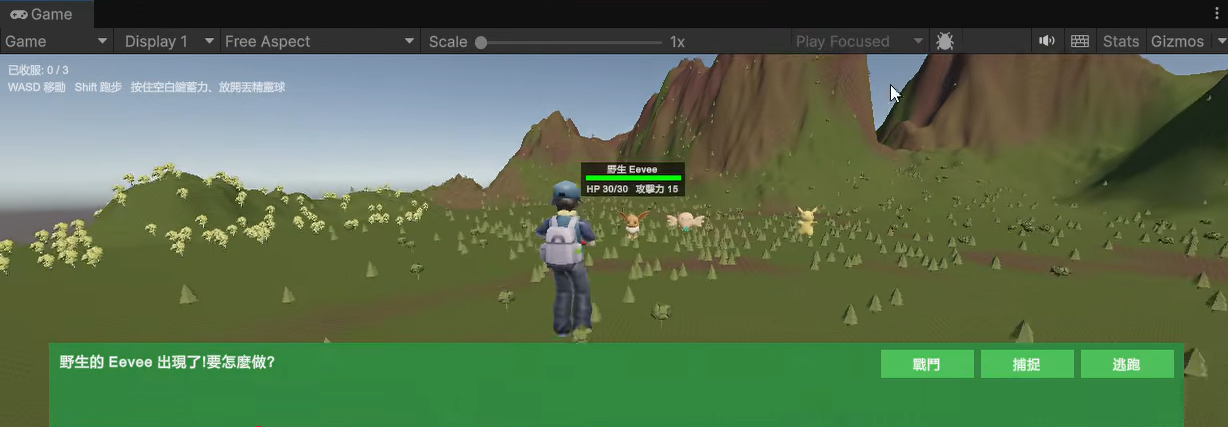 Game
Game Display 1 Free Aspect Scale 1x Play Focused Stats Gizmos
已收服: 0 / 3
WASD 移動 Shift 跑步 按住空白鍵蓄力、放開丟精靈球
野生 Eevee
HP 30/30 攻擊力 15
野生的 Eevee 出現了!要怎麼做?
戰鬥 捕捉 逃跑